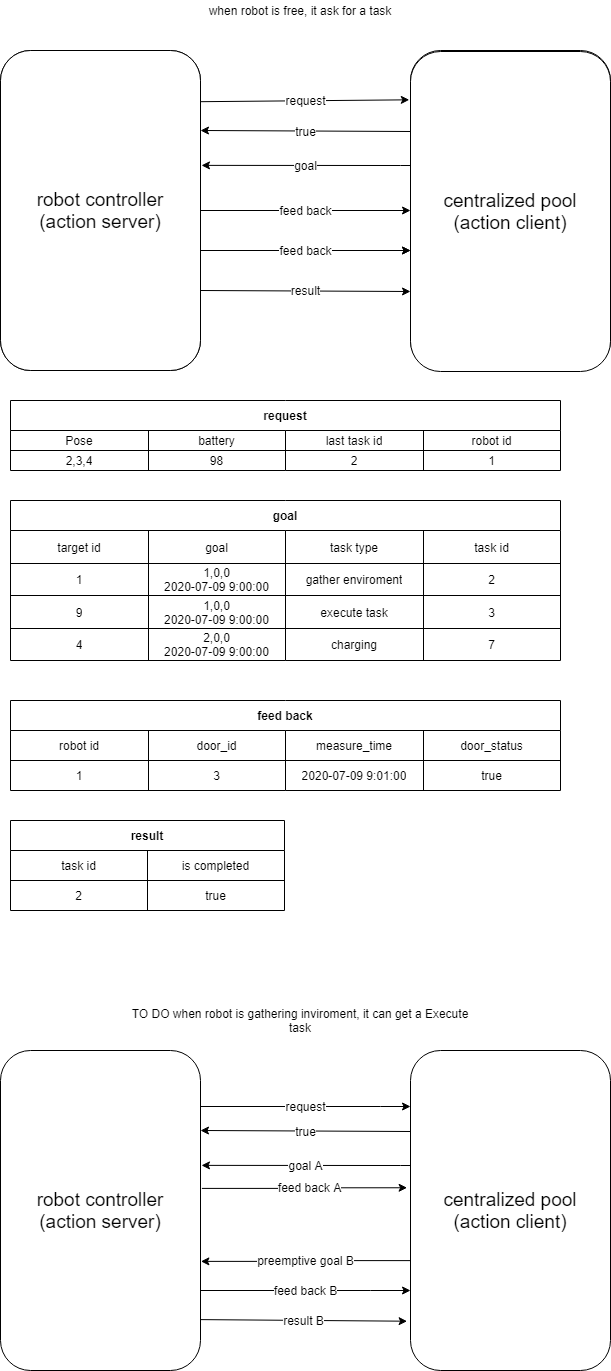 when robot is free, it ask for a task
request
true
goal
robot controller
(action server)
centralized pool
(action client)
feed back
feed back
result
request
Pose battery last task id robot id
2,3,4 98 2 1
goal
target id goal task type task id
1 1,0,0 2020-07-09 9:00:00 gather enviroment 2
9 1,0,0 2020-07-09 9:00:00 execute task 3
4 2,0,0 2020-07-09 9:00:00 charging 7
feed back
robot id door_id measure_time door_status
1 3 2020-07-09 9:01:00 true
result
task id is completed
2 true
TO DO when robot is gathering inviroment, it can get a Execute
task
request
true
goal A
feed back A
robot controller
(action server)
centralized pool
(action client)
preemptive goal B
feed back B
result B